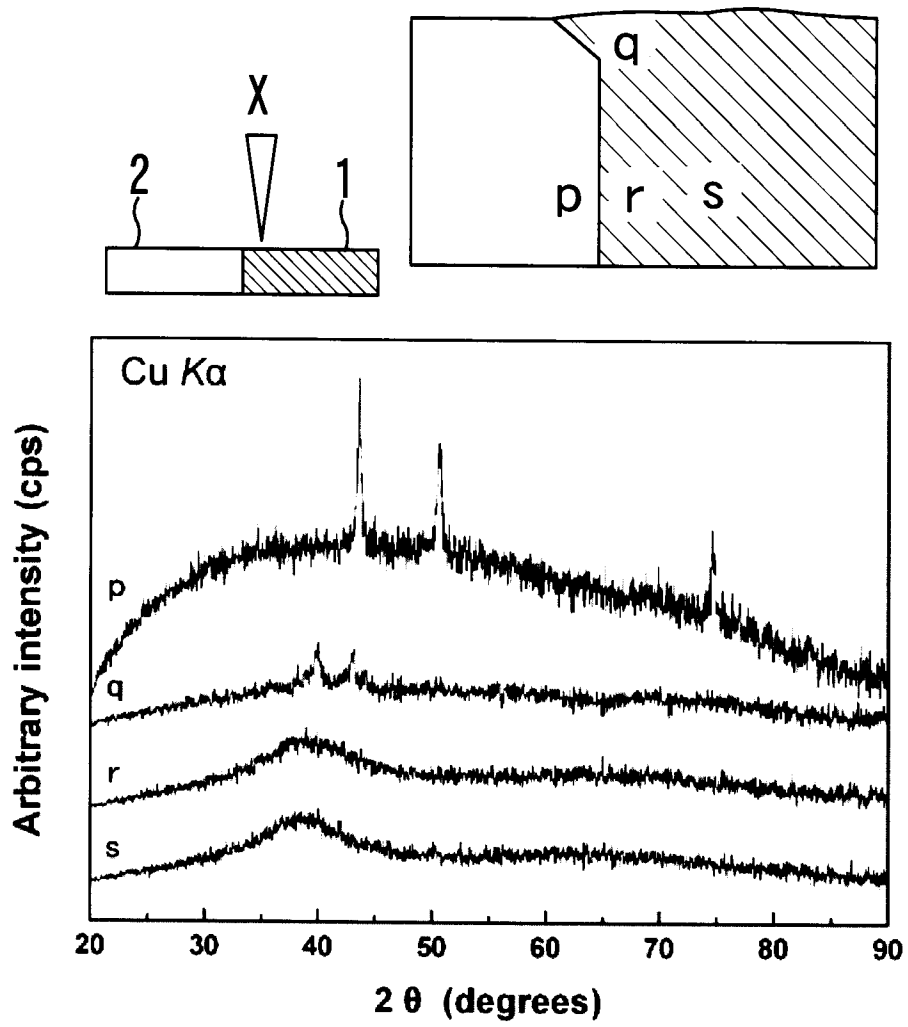 X
2
1
q
p r s
Cu Kα
p
q
r
s
Arbitrary intensity (cps)
20 30 40 50 60 70 80 90
2 θ (degrees)